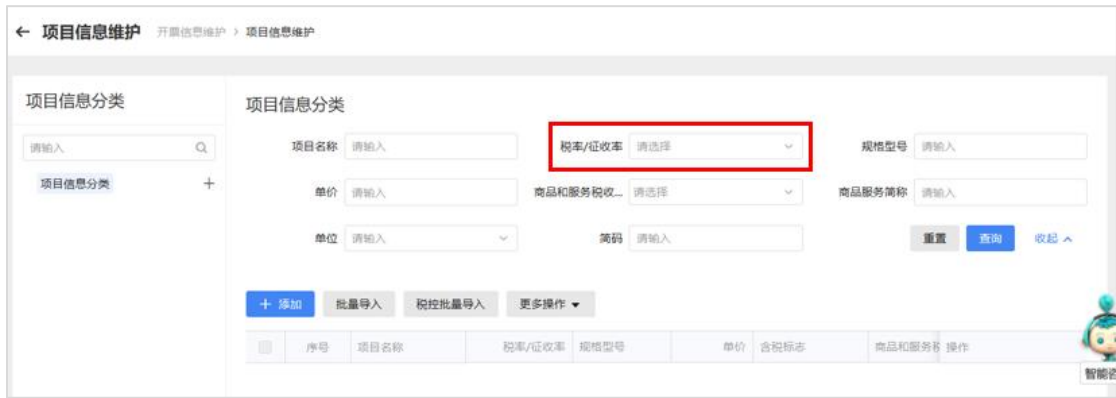 ← 项目信息维护 开票信息维护 > 项目信息维护
项目信息分类
请输入
项目信息分类 +
项目信息分类
项目名称 请输入 税率/征收率 请选择 规格型号 请输入
单价 请输入 商品和服务税收... 请选择 商品服务简称 请输入
单位 请输入 简码 请输入 重置 查询 收起
+ 添加 批量导入 税控批量导入 更多操作
序号 项目名称 税率/征收率 规格型号 单价 含税标志 商品和服务税 操作
智能咨